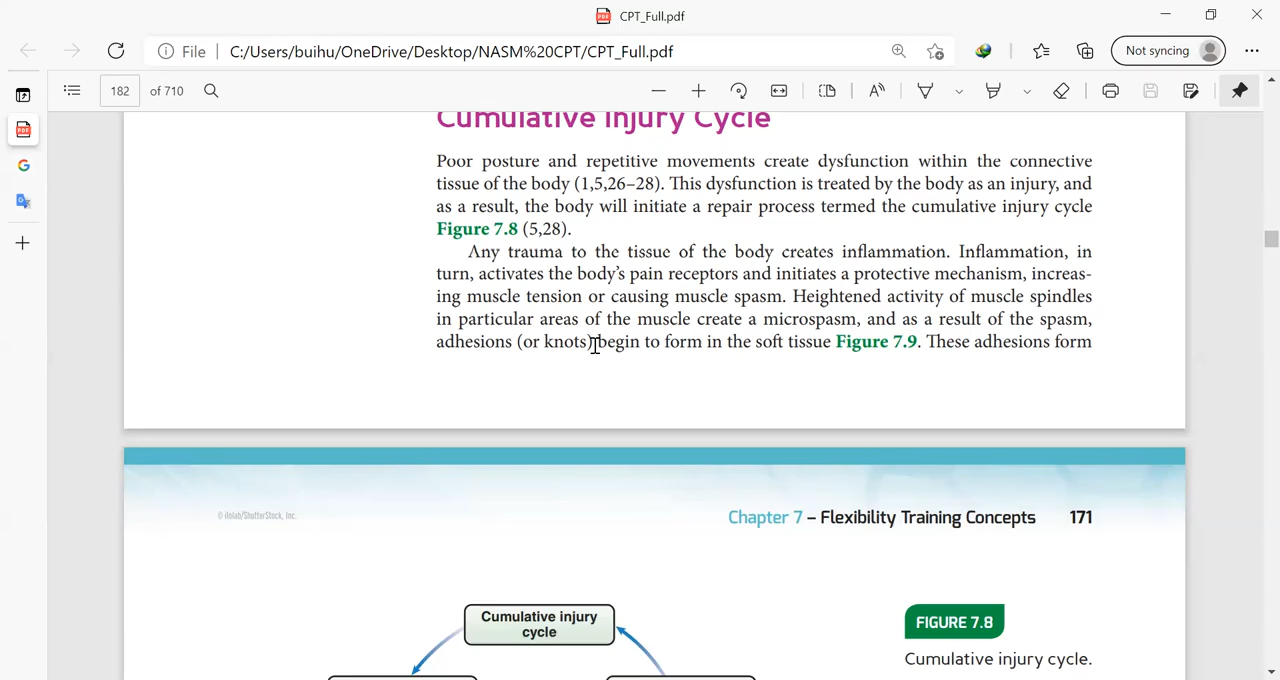 CPT_Full.pdf
File C:/Users/buihu/OneDrive/Desktop/NASM%20CPT/CPT_Full.pdf Not syncing
182 of 710
Cumulative Injury Cycle
Poor posture and repetitive movements create dysfunction within the connective
tissue of the body (1,5,26–28). This dysfunction is treated by the body as an injury, and
as a result, the body will initiate a repair process termed the cumulative injury cycle
Figure 7.8 (5,28).
Any trauma to the tissue of the body creates inflammation. Inflammation, in
turn, activates the body's pain receptors and initiates a protective mechanism, increas-
ing muscle tension or causing muscle spasm. Heightened activity of muscle spindles
in particular areas of the muscle create a microspasm, and as a result of the spasm,
adhesions (or knots) begin to form in the soft tissue Figure 7.9. These adhesions form
© ilolab/ShutterStock, Inc.
Chapter 7 – Flexibility Training Concepts 171
Cumulative injury
cycle
FIGURE 7.8
Cumulative injury cycle.